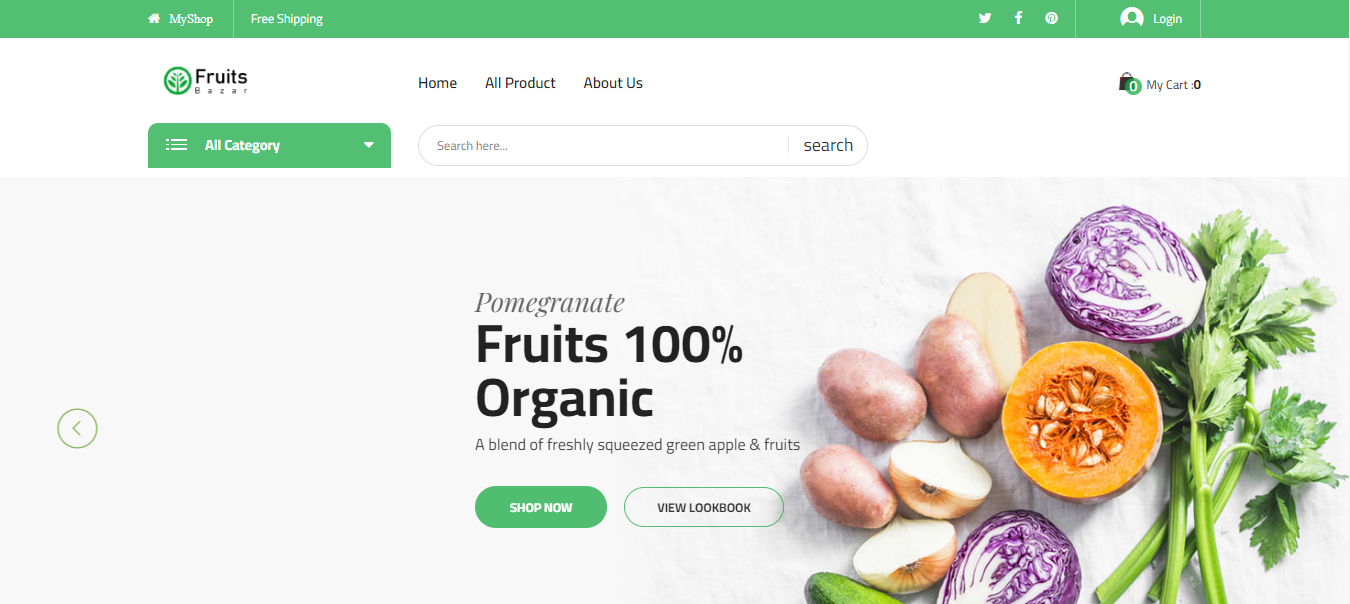 MyShop
Free Shipping
Login
Fruits
Bazar
Home
All Product
About Us
0
My Cart :0
All Category
Search here...
search
Pomegranate
Fruits 100%
Organic
A blend of freshly squeezed green apple & fruits
SHOP NOW
VIEW LOOKBOOK